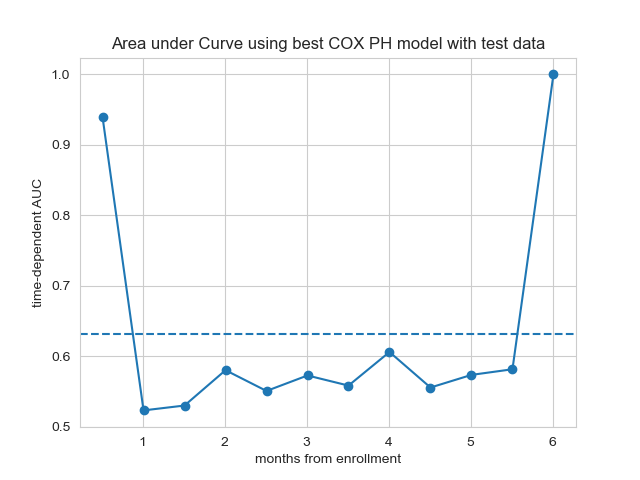 Area under Curve using best COX PH model with test data
1.0
0.9
0.8
0.7
0.6
0.5
time-dependent AUC
1 2 3 4 5 6
months from enrollment